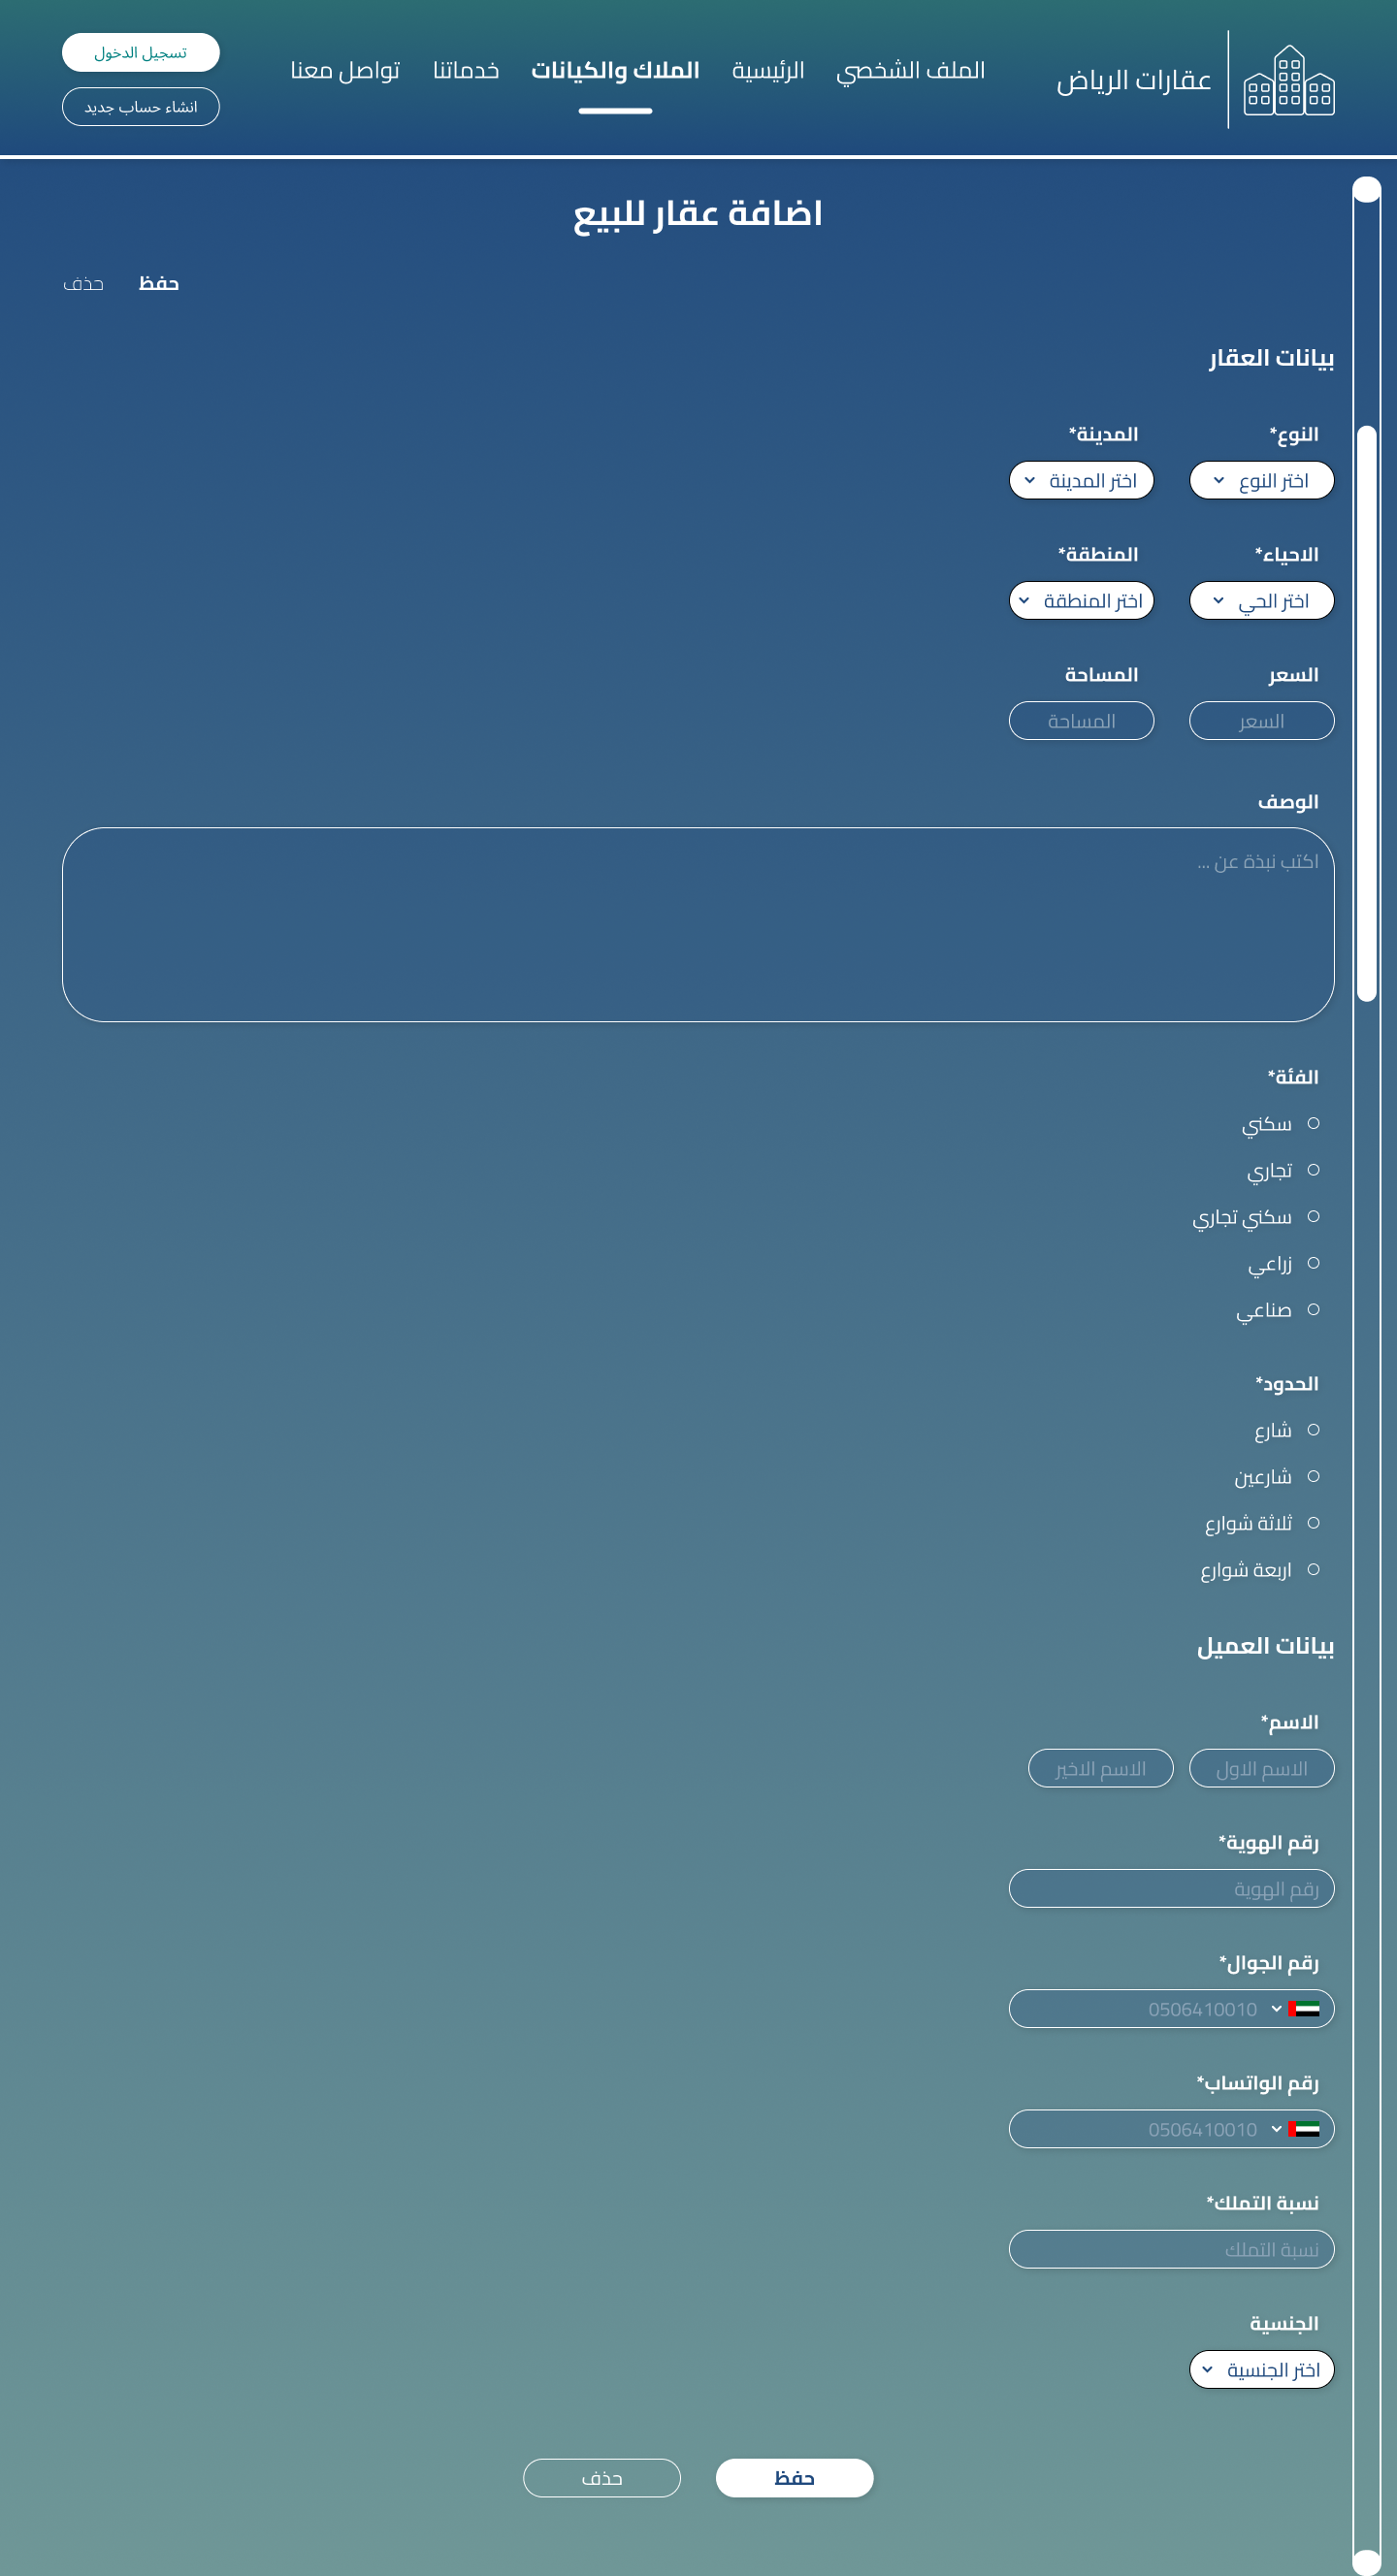 عقارات الرياض
الملف الشخصي
الرئيسية
الملاك والكيانات
خدماتنا
تواصل معنا
تسجيل الدخول
انشاء حساب جديد
اضافة عقار للبيع
حفظ
حذف
بيانات العقار
النوع*
المدينة*
اختر النوع
اختر المدينة
الاحياء*
المنطقة*
اختر الحي
اختر المنطقة
السعر
المساحة
السعر
المساحة
الوصف
اكتب نبذة عن ...
الفئة*
سكني
تجاري
سكني تجاري
زراعي
صناعي
الحدود*
شارع
شارعين
ثلاثة شوارع
اربعة شوارع
بيانات العميل
الاسم*
الاسم الاول
الاسم الاخير
رقم الهوية*
رقم الهوية
رقم الجوال*
0506410010
رقم الواتساب*
0506410010
نسبة التملك*
نسبة التملك
الجنسية
اختر الجنسية
حفظ
حذف